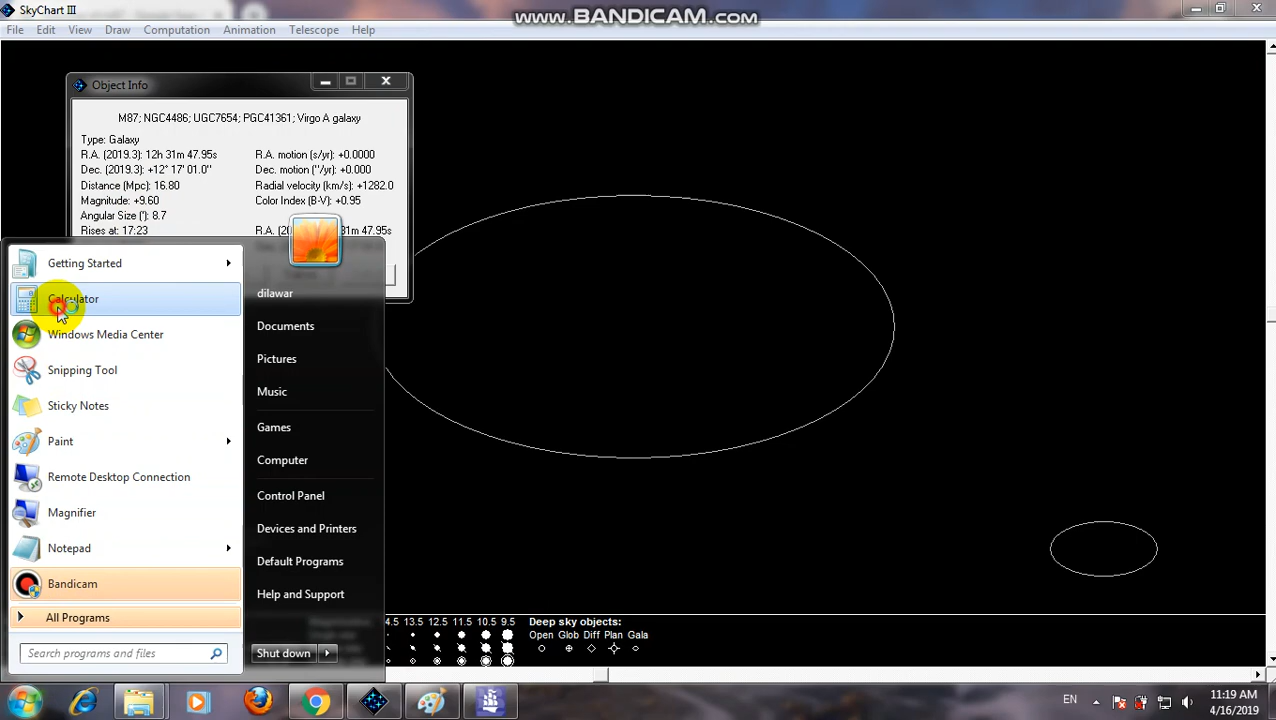 SkyChart III
www.BANDICAM.com
File Edit View Draw Computation Animation Telescope Help
Object Info
M87; NGC4486; UGC7654; PGC41361; Virgo A galaxy
Type: Galaxy
R.A. (2019.3): 12h 31m 47.95s R.A. motion (s/yr): +0.0000
Dec. (2019.3): +12° 17' 01.0'' Dec. motion (''/yr): +0.000
Distance (Mpc): 16.80 Radial velocity (km/s): +1282.0
Magnitude: +9.60 Color Index (B-V): +0.95
Angular Size ('): 8.7
Rises at: 17:23 R.A. (20 31m 47.95s
Getting Started
Calculator
Windows Media Center
Snipping Tool
Sticky Notes
Paint
Remote Desktop Connection
Magnifier
Notepad
Bandicam
All Programs
Search programs and files
dilawar
Documents
Pictures
Music
Games
Computer
Control Panel
Devices and Printers
Default Programs
Help and Support
Shut down
4.5 13.5 12.5 11.5 10.5 9.5
Deep sky objects:
Open Glob Diff Plan Gala
EN
11:19 AM
4/16/2019